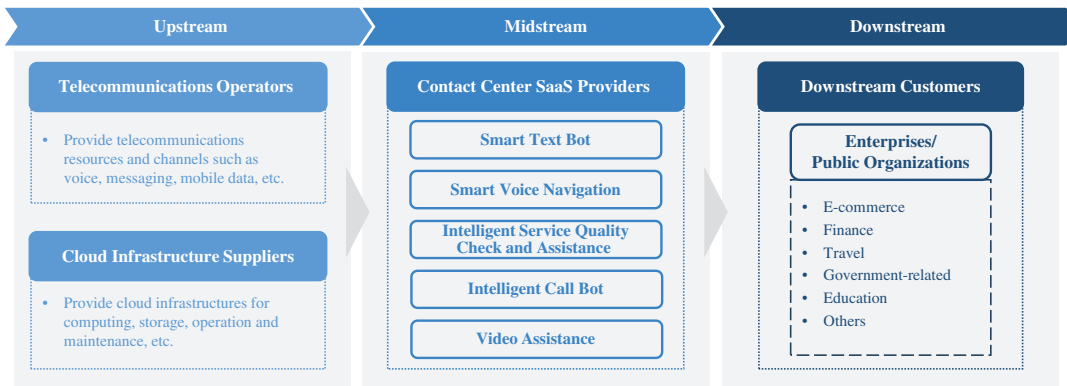 Upstream
Midstream
Downstream
Telecommunications Operators
• Provide telecommunications
resources and channels such as
voice, messaging, mobile data, etc.
Cloud Infrastructure Suppliers
• Provide cloud infrastructures for
computing, storage, operation and
maintenance, etc.
Contact Center SaaS Providers
Smart Text Bot
Smart Voice Navigation
Intelligent Service Quality
Check and Assistance
Intelligent Call Bot
Video Assistance
Downstream Customers
Enterprises/
Public Organizations
• E-commerce
• Finance
• Travel
• Government-related
• Education
• Others